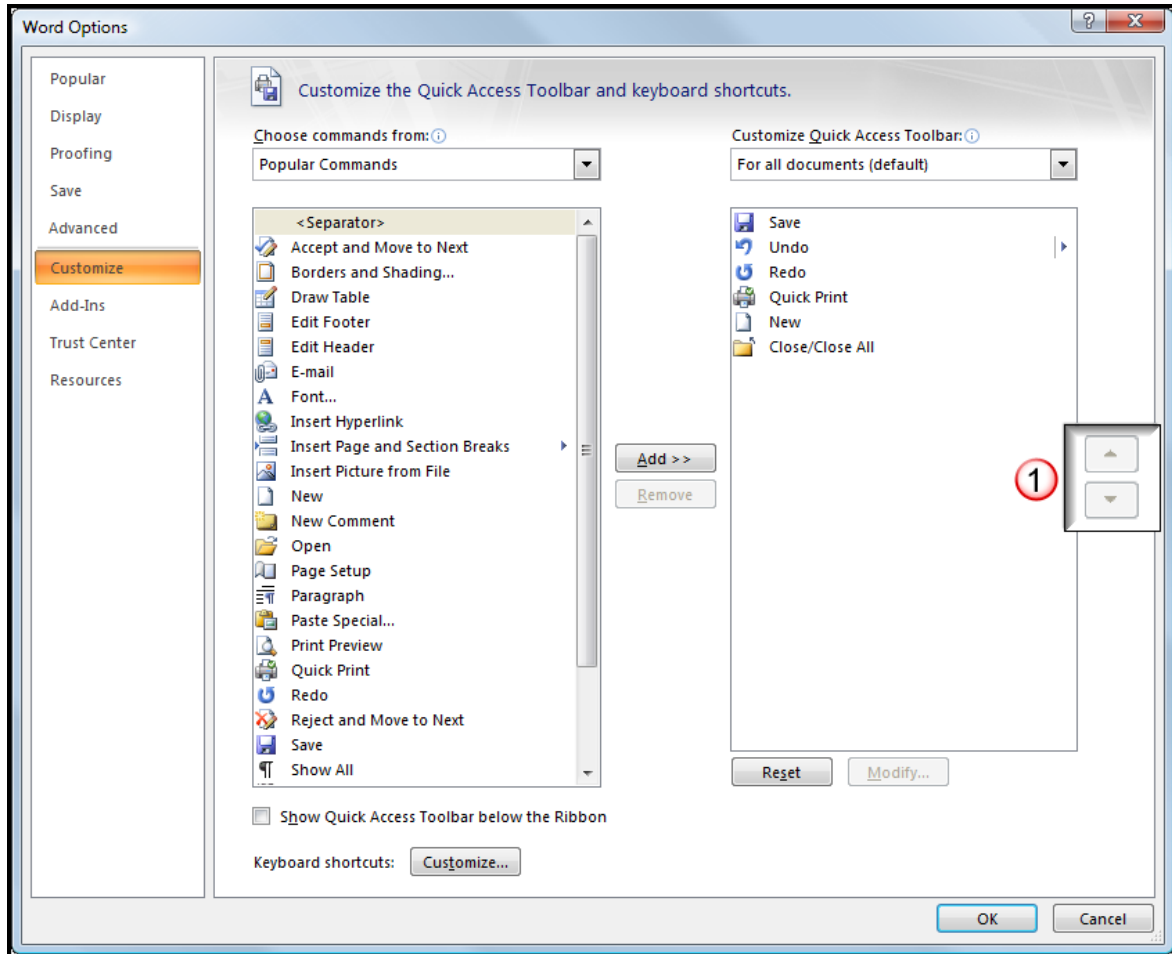 Word Options
?
Popular
Display
Proofing
Save
Advanced
Customize
Add-Ins
Trust Center
Resources
Customize the Quick Access Toolbar and keyboard shortcuts.
Choose commands from:
Popular Commands
<Separator>
Accept and Move to Next
Borders and Shading...
Draw Table
Edit Footer
Edit Header
E-mail
Font...
Insert Hyperlink
Insert Page and Section Breaks
Insert Picture from File
New
New Comment
Open
Page Setup
Paragraph
Paste Special...
Print Preview
Quick Print
Redo
Reject and Move to Next
Save
Show All
Add >>
Remove
Customize Quick Access Toolbar:
For all documents (default)
Save
Undo
Redo
Quick Print
New
Close/Close All
1
Reset
Modify...
Show Quick Access Toolbar below the Ribbon
Keyboard shortcuts:
Customize...
OK
Cancel